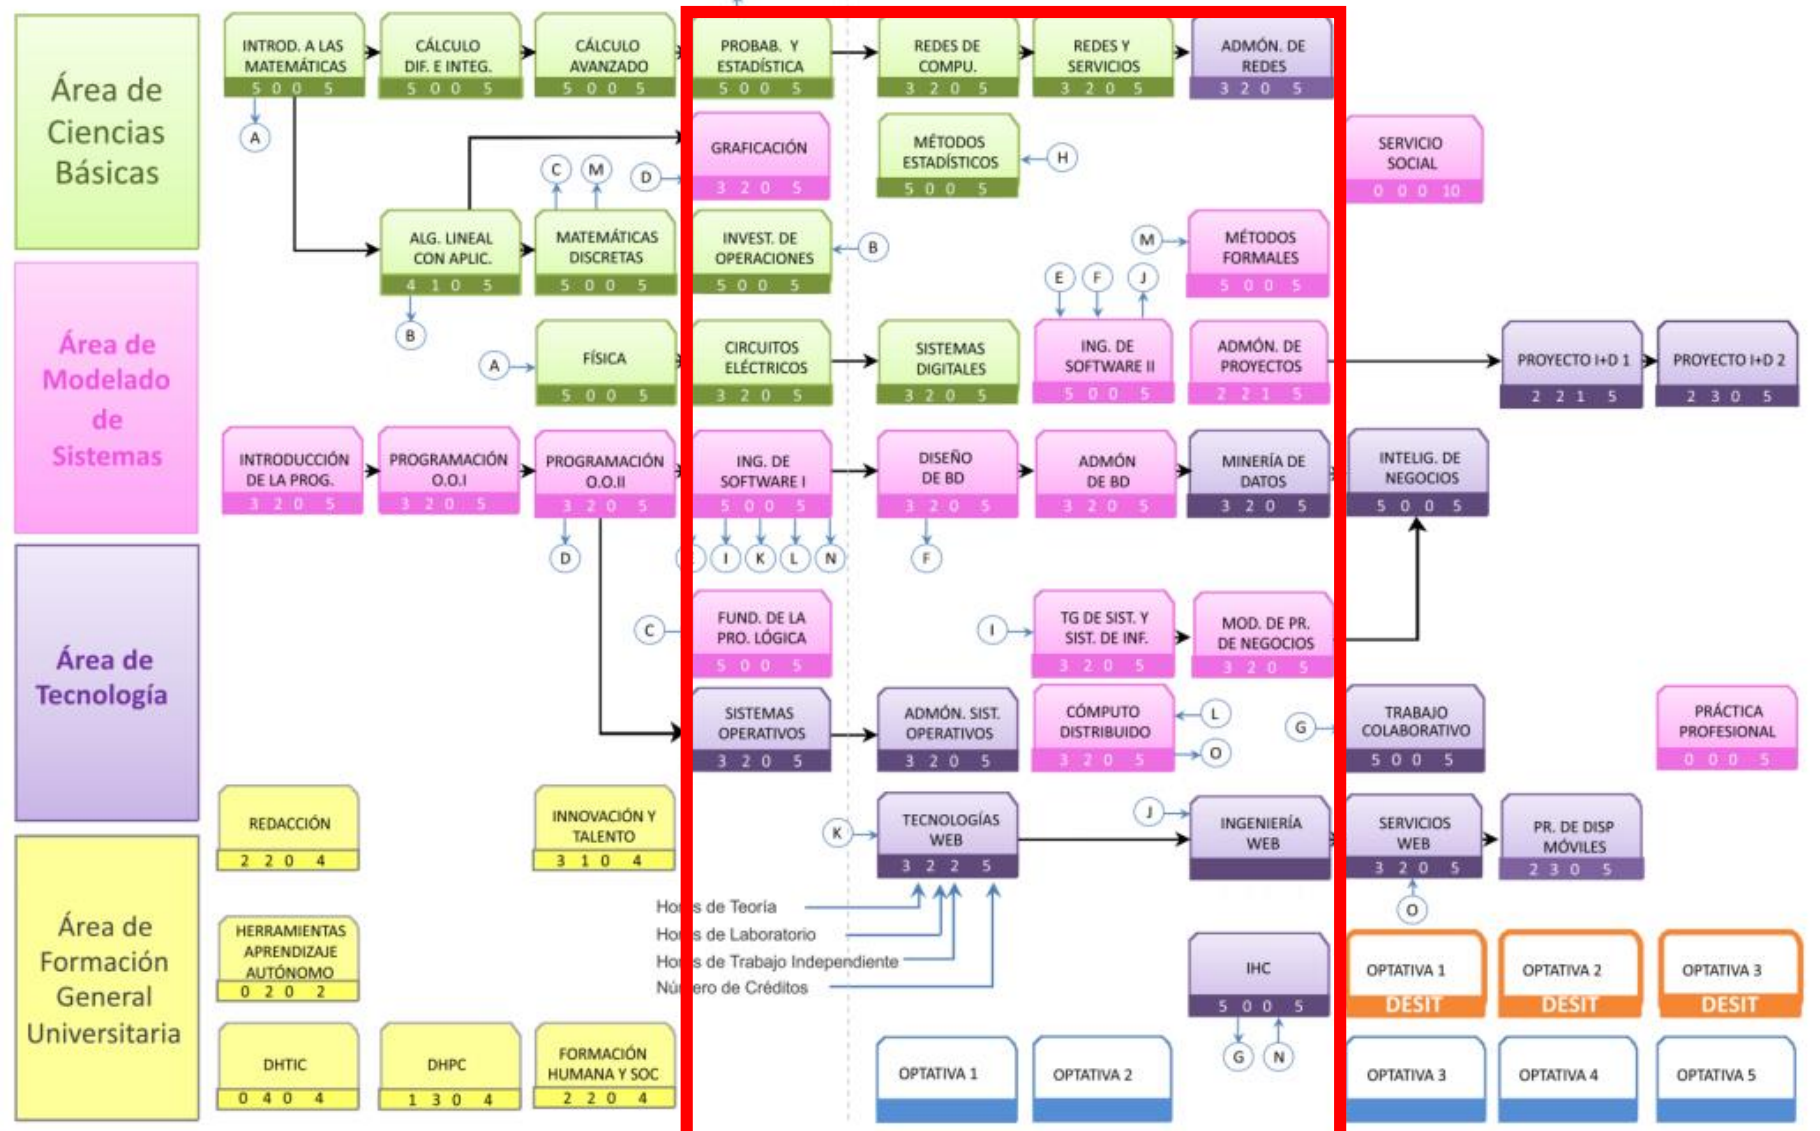 Área de
Ciencias
Básicas
Área de
Modelado
de
Sistemas
Área de
Tecnología
Área de
Formación
General
Universitaria
INTROD. A LAS
MATEMÁTICAS
5 0 0 5
A
CÁLCULO
DIF. E INTEG.
5 0 0 5
CÁLCULO
AVANZADO
5 0 0 5
PROBAB. Y
ESTADÍSTICA
5 0 0 5
REDES DE
COMPU.
3 2 0 5
REDES Y
SERVICIOS
3 2 0 5
ADMÓN. DE
REDES
3 2 0 5
C
M
D
GRAFICACIÓN
3 2 0 5
MÉTODOS
ESTADÍSTICOS
5 0 0 5
H
SERVICIO
SOCIAL
0 0 0 10
ALG. LINEAL
CON APLIC.
4 1 0 5
B
MATEMÁTICAS
DISCRETAS
5 0 0 5
INVEST. DE
OPERACIONES
5 0 0 5
B
M
MÉTODOS
FORMALES
5 0 0 5
E
F
J
A
FÍSICA
5 0 0 5
CIRCUITOS
ELÉCTRICOS
3 2 0 5
SISTEMAS
DIGITALES
3 2 0 5
ING. DE
SOFTWARE II
5 0 0 5
ADMÓN. DE
PROYECTOS
2 2 1 5
PROYECTO I+D 1
2 2 1 5
PROYECTO I+D 2
2 3 0 5
INTRODUCCIÓN
DE LA PROG.
3 2 0 5
PROGRAMACIÓN
O.O.I
3 2 0 5
PROGRAMACIÓN
O.O.II
3 2 0 5
D
ING. DE
SOFTWARE I
5 0 0 5
I
K
L
N
DISEÑO
DE BD
3 2 0 5
F
ADMÓN
DE BD
3 2 0 5
MINERÍA DE
DATOS
3 2 0 5
INTELIG. DE
NEGOCIOS
5 0 0 5
C
FUND. DE LA
PRO. LÓGICA
5 0 0 5
I
TG DE SIST. Y
SIST. DE INF.
3 2 0 5
MOD. DE PR.
DE NEGOCIOS
3 2 0 5
SISTEMAS
OPERATIVOS
3 2 0 5
ADMÓN. SIST.
OPERATIVOS
3 2 0 5
CÓMPUTO
DISTRIBUIDO
3 2 0 5
L
O
G
TRABAJO
COLABORATIVO
5 0 0 5
PRÁCTICA
PROFESIONAL
0 0 0 5
REDACCIÓN
2 2 0 4
INNOVACIÓN Y
TALENTO
3 1 0 4
K
TECNOLOGÍAS
WEB
3 2 2 5
J
INGENIERÍA
WEB
SERVICIOS
WEB
3 2 0 5
O
PR. DE DISP
MÓVILES
2 3 0 5
de Teoría
de Laboratorio
de Trabajo Independiente
de Créditos
HERRAMIENTAS
APRENDIZAJE
AUTÓNOMO
0 2 0 2
IHC
5 0 0 5
G
N
OPTATIVA 1
DESIT
OPTATIVA 2
DESIT
OPTATIVA 3
DESIT
DHTIC
0 4 0 4
DHPC
1 3 0 4
FORMACIÓN
HUMANA Y SOC
2 2 0 4
OPTATIVA 1
OPTATIVA 2
OPTATIVA 3
OPTATIVA 4
OPTATIVA 5